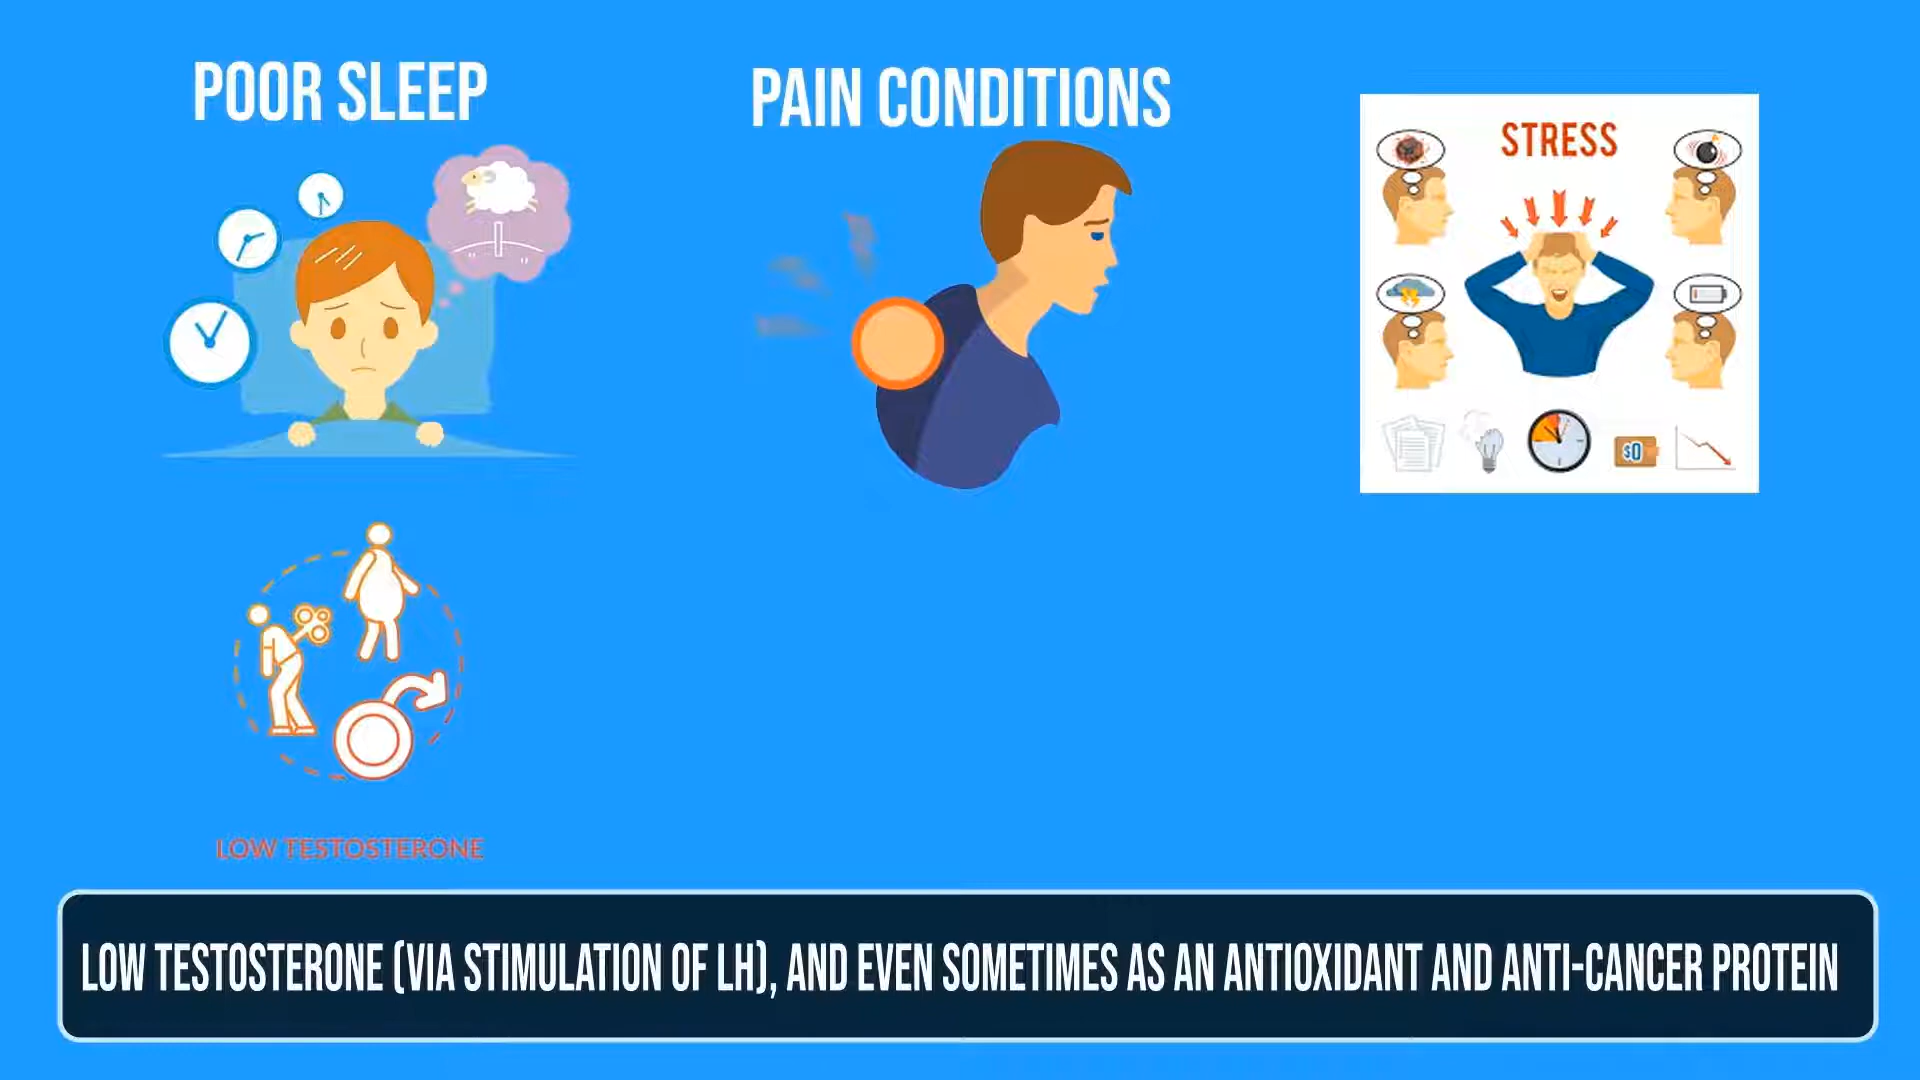 POOR SLEEP
PAIN CONDITIONS
STRESS
$0
LOW TESTOSTERONE
LOW TESTOSTERONE (VIA STIMULATION OF LH), AND EVEN SOMETIMES AS AN ANTIOXIDANT AND ANTI-CANCER PROTEIN